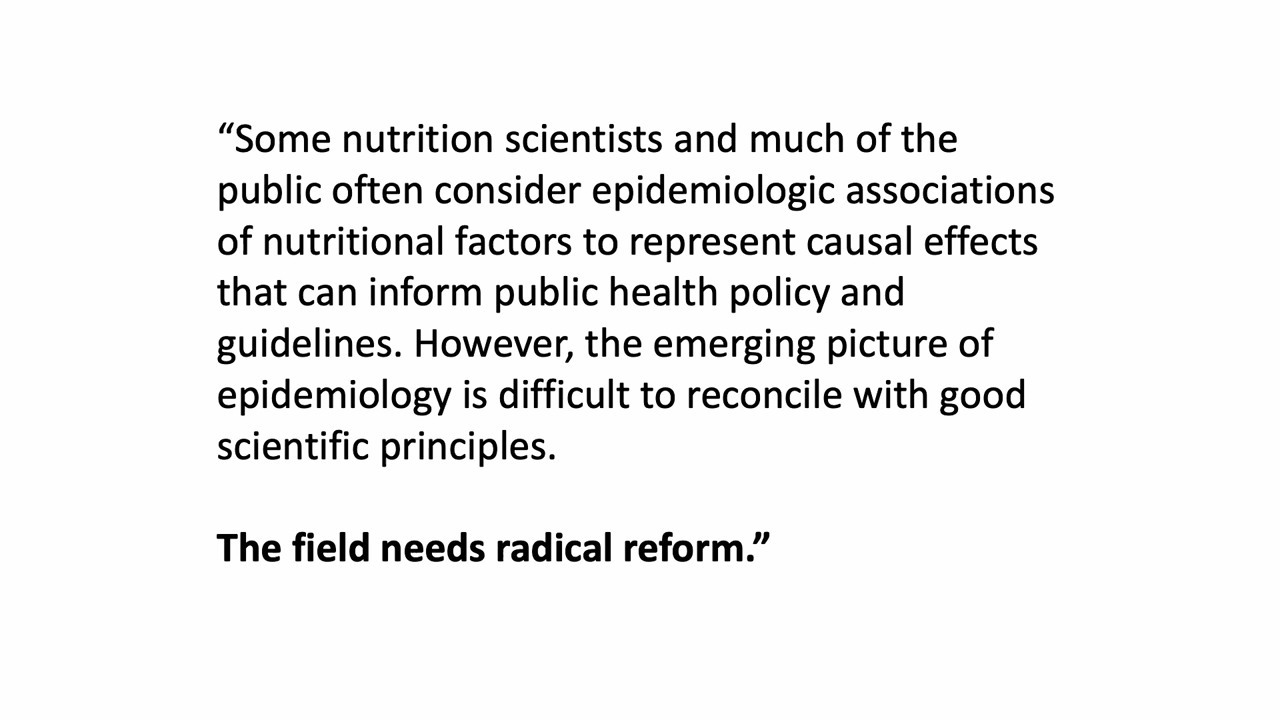 “Some nutrition scientists and much of the
public often consider epidemiologic associations
of nutritional factors to represent causal effects
that can inform public health policy and
guidelines. However, the emerging picture of
epidemiology is difficult to reconcile with good
scientific principles.
The field needs radical reform.”